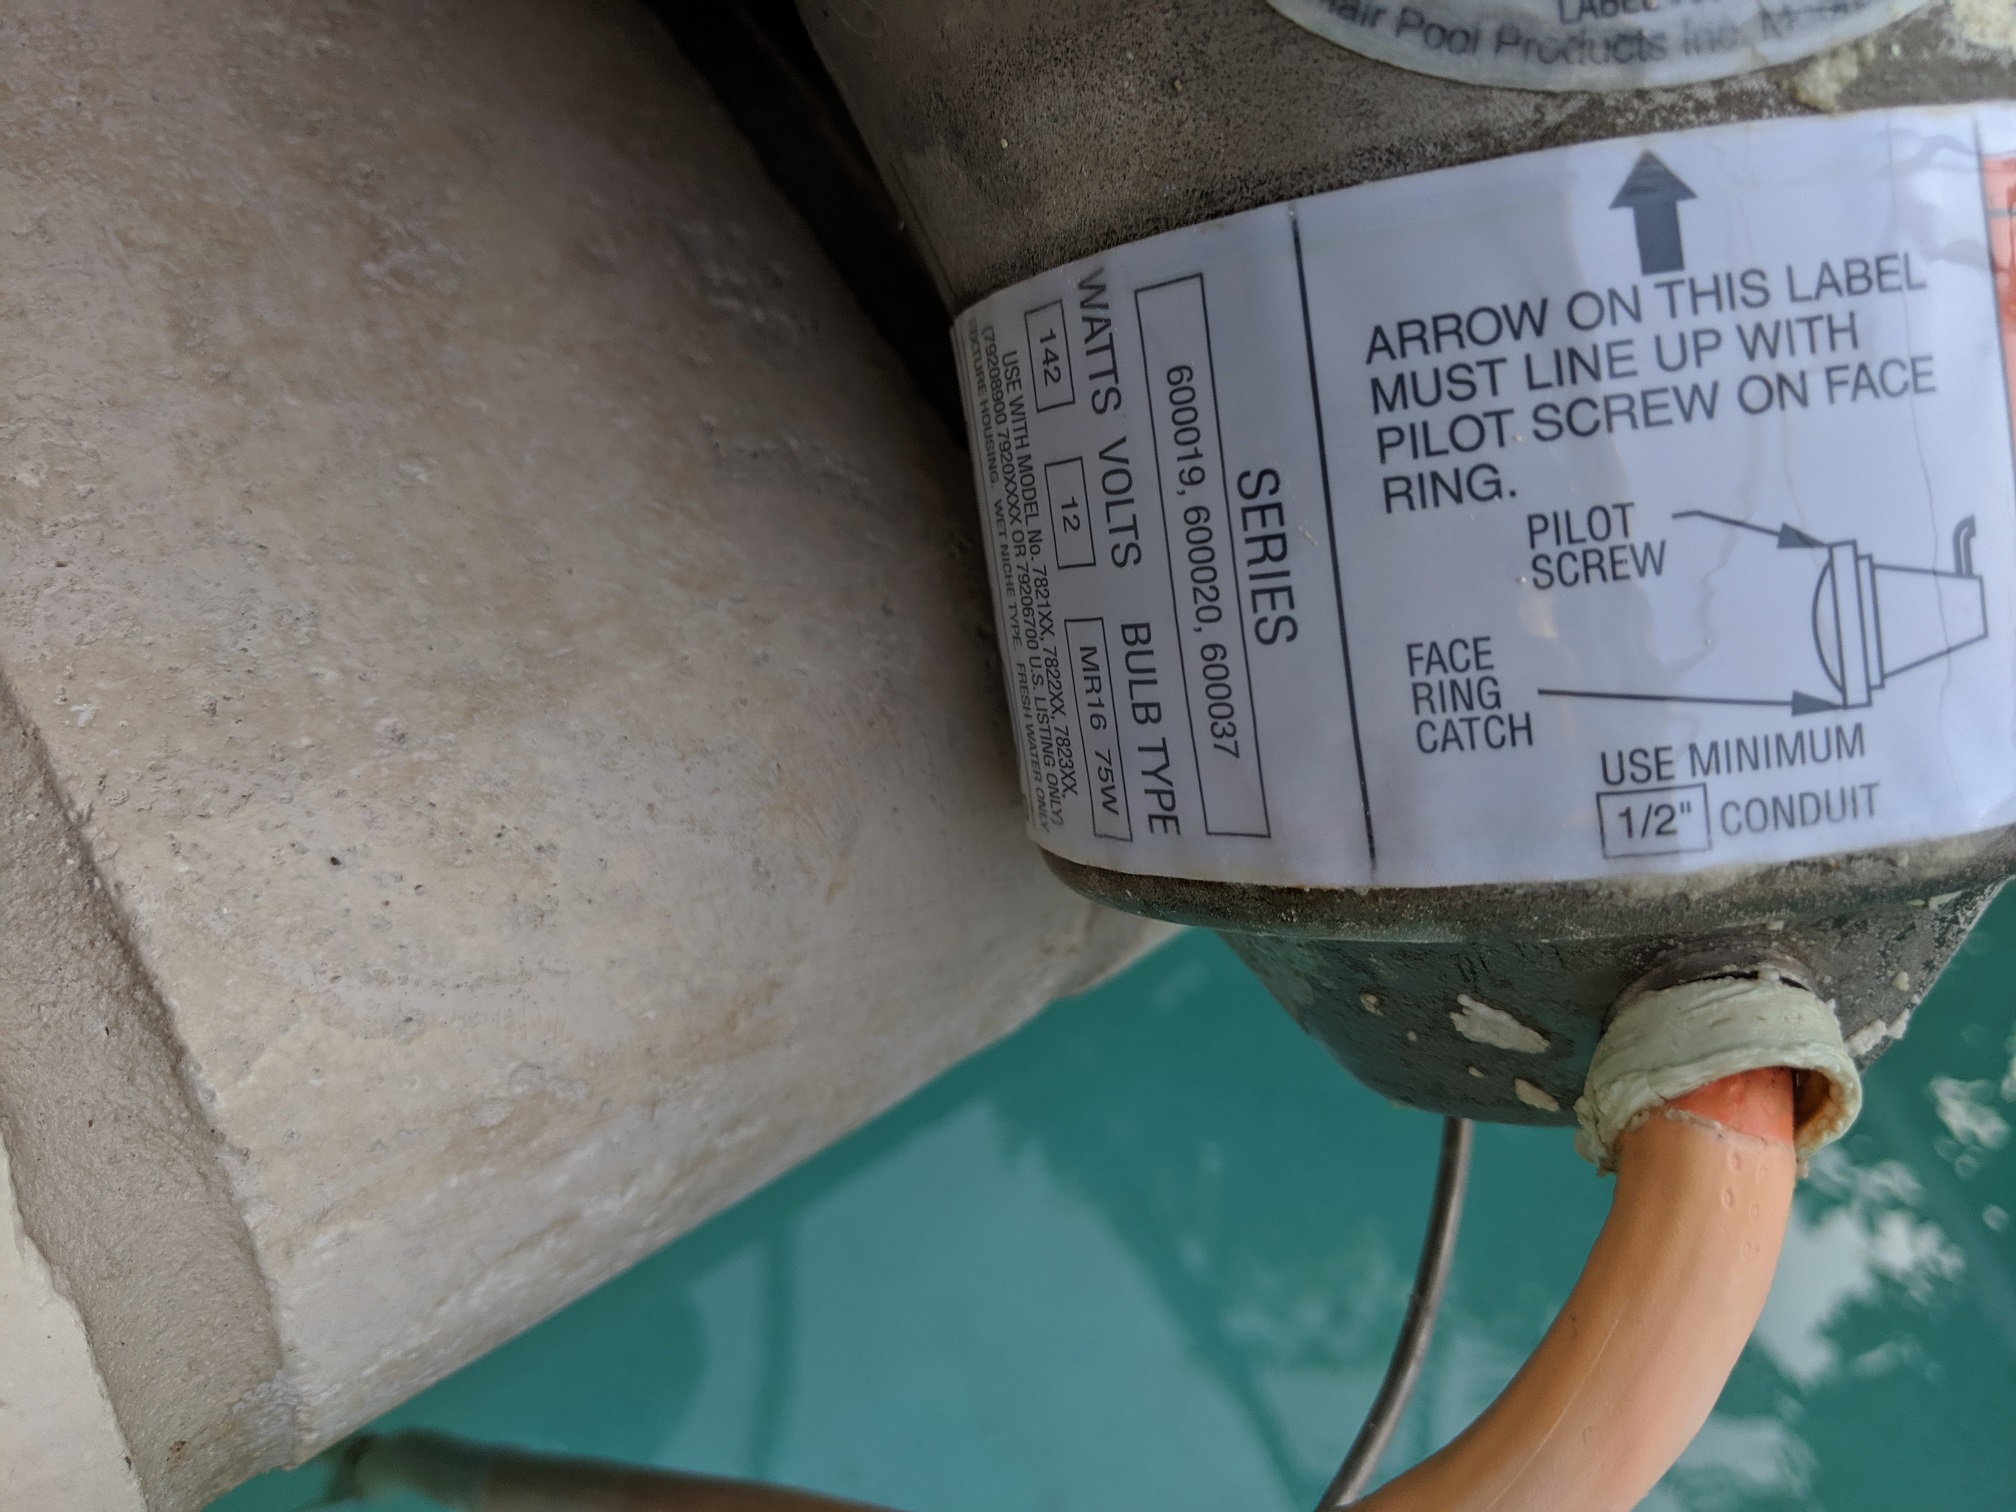 LABEL
air Pool Products Inc.
ARROW ON THIS LABEL
MUST LINE UP WITH
PILOT SCREW ON FACE
RING.
PILOT
SCREW
FACE
RING
CATCH
USE MINIMUM
1/2" CONDUIT
SERIES
600019, 600020, 600037
WATTS VOLTS BULB TYPE
142 12 MR16 75W
USE WITH MODEL No. 7821XX, 7822XX, 7823XX,
(79208900 7920XXXX OR 79206700 U.S. LISTING ONLY)
HOUSING WET NICHE TYPE. FRESH WATER ONLY